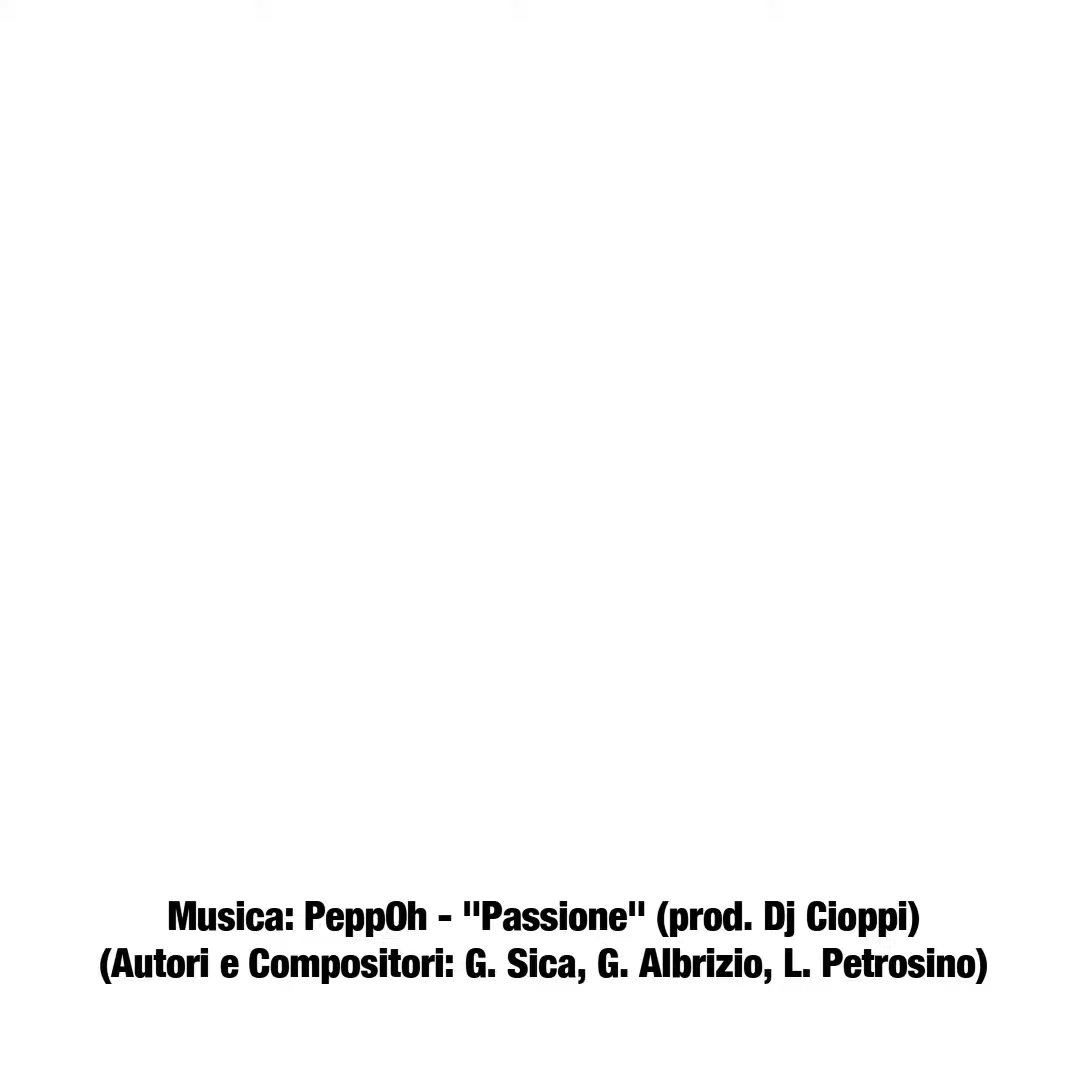 Musica: PeppOh - "Passione" (prod. Dj Cioppi)
(Autori e Compositori: G. Sica, G. Albrizio, L. Petrosino)